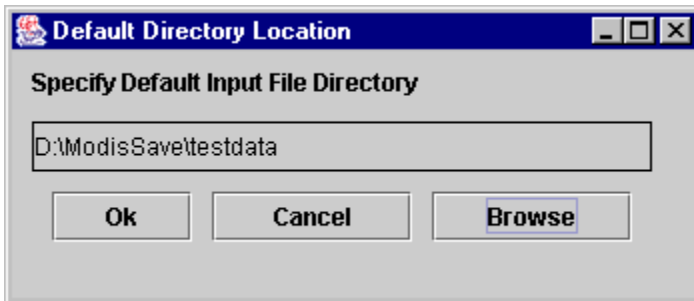 Default Directory Location
Specify Default Input File Directory
D:\ModisSave\testdata
Ok Cancel Browse